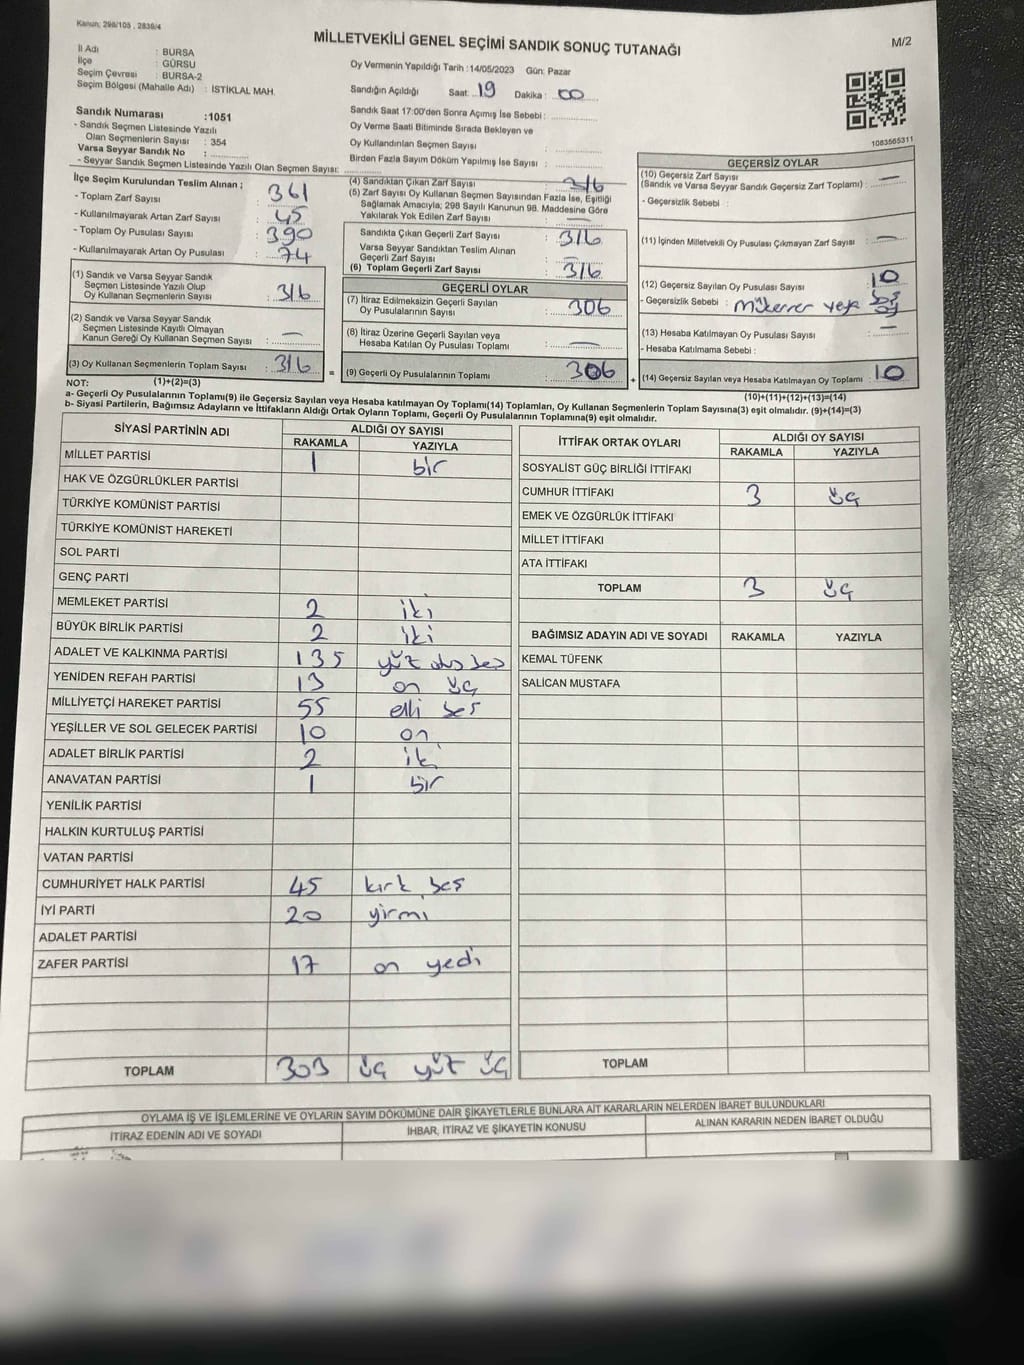 Kanun: 298/105 , 2839/4
MİLLETVEKİLİ GENEL SEÇİMİ SANDIK SONUÇ TUTANAĞI
M/2
İl Adı : BURSA
İlçe : GÜRSU
Seçim Çevresi : BURSA-2
Seçim Bölgesi (Mahalle Adı) : İSTİKLAL MAH.
Oy Vermenin Yapıldığı Tarih :14/05/2023 Gün: Pazar
Sandığın Açıldığı Saat: 19 Dakika : 00
Sandık Numarası :1051
- Sandık Seçmen Listesinde Yazılı
Olan Seçmenlerin Sayısı : 354
Varsa Seyyar Sandık No :
- Seyyar Sandık Seçmen Listesinde Yazılı Olan Seçmen Sayısı:
Sandık Saat 17:00'den Sonra Açımış İse Sebebi :
Oy Verme Saati Bitiminde Sırada Bekleyen ve
Oy Kullandırılan Seçmen Sayısı :
Birden Fazla Sayım Döküm Yapılmış İse Sayısı :
1083565311
İlçe Seçim Kurulundan Teslim Alınan ;
- Toplam Zarf Sayısı : 361
- Kullanılmayarak Artan Zarf Sayısı : 45
- Toplam Oy Pusulası Sayısı : 390
- Kullanılmayarak Artan Oy Pusulası : 74
(1) Sandık ve Varsa Seyyar Sandık
Seçmen Listesinde Yazılı Olup
Oy Kullanan Seçmenlerin Sayısı : 316
(2) Sandık ve Varsa Seyyar Sandık
Seçmen Listesinde Kayıtlı Olmayan
Kanun Gereği Oy Kullanan Seçmen Sayısı : —
(3) Oy Kullanan Seçmenlerin Toplam Sayısı : 316
(4) Sandıktan Çıkan Zarf Sayısı : 316
(5) Zarf Sayısı Oy Kullanan Seçmen Sayısından Fazla İse, Eşitliği
Sağlamak Amacıyla; 298 Sayılı Kanunun 98. Maddesine Göre
Yakılarak Yok Edilen Zarf Sayısı : —
Sandıkta Çıkan Geçerli Zarf Sayısı : 316
Varsa Seyyar Sandıktan Teslim Alınan
Geçerli Zarf Sayısı : —
(6) Toplam Geçerli Zarf Sayısı : 316
GEÇERLİ OYLAR
(7) İtiraz Edilmeksizin Geçerli Sayılan
Oy Pusulalarının Sayısı : 306
(8) İtiraz Üzerine Geçerli Sayılan veya
Hesaba Katılan Oy Pusulası Toplamı : —
= (9) Geçerli Oy Pusulalarının Toplamı : 306 +
GEÇERSİZ OYLAR
(10) Geçersiz Zarf Sayısı
(Sandık ve Varsa Seyyar Sandık Geçersiz Zarf Toplamı) : —
- Geçersizlik Sebebi :
(11) İçinden Milletvekili Oy Pusulası Çıkmayan Zarf Sayısı : —
(12) Geçersiz Sayılan Oy Pusulası Sayısı : 10
- Geçersizlik Sebebi : Mükerrer veya boş
(13) Hesaba Katılmayan Oy Pusulası Sayısı : —
- Hesaba Katılmama Sebebi :
(14) Geçersiz Sayılan veya Hesaba Katılmayan Oy Toplamı : 10
NOT: (1)+(2)=(3)
(10)+(11)+(12)+(13)=(14)
a- Geçerli Oy Pusulalarının Toplamı(9) ile Geçersiz Sayılan veya Hesaba katılmayan Oy Toplamı(14) Toplamları, Oy Kullanan Seçmenlerin Toplam Sayısına(3) eşit olmalıdır. (9)+(14)=(3)
b- Siyasi Partilerin, Bağımsız Adayların ve İttifakların Aldığı Ortak Oyların Toplamı, Geçerli Oy Pusulalarının Toplamına(9) eşit olmalıdır.
SİYASİ PARTİNİN ADI ALDIĞI OY SAYISI
RAKAMLA YAZIYLA
MİLLET PARTİSİ 1 bir
HAK VE ÖZGÜRLÜKLER PARTİSİ
TÜRKİYE KOMÜNİST PARTİSİ
TÜRKİYE KOMÜNİST HAREKETİ
SOL PARTİ
GENÇ PARTİ
MEMLEKET PARTİSİ 2 iki
BÜYÜK BİRLİK PARTİSİ 2 iki
ADALET VE KALKINMA PARTİSİ 135 yüz otuz beş
YENİDEN REFAH PARTİSİ 13 on üç
MİLLİYETÇİ HAREKET PARTİSİ 55 elli beş
YEŞİLLER VE SOL GELECEK PARTİSİ 10 on
ADALET BİRLİK PARTİSİ 2 iki
ANAVATAN PARTİSİ 1 bir
YENİLİK PARTİSİ
HALKIN KURTULUŞ PARTİSİ
VATAN PARTİSİ
CUMHURİYET HALK PARTİSİ 45 kırk beş
İYİ PARTİ 20 yirmi
ADALET PARTİSİ
ZAFER PARTİSİ 17 on yedi
TOPLAM 303 üç yüz üç
İTTİFAK ORTAK OYLARI ALDIĞI OY SAYISI
RAKAMLA YAZIYLA
SOSYALİST GÜÇ BİRLİĞİ İTTİFAKI
CUMHUR İTTİFAKI 3 üç
EMEK VE ÖZGÜRLÜK İTTİFAKI
MİLLET İTTİFAKI
ATA İTTİFAKI
TOPLAM 3 üç
BAĞIMSIZ ADAYIN ADI VE SOYADI RAKAMLA YAZIYLA
KEMAL TÜFENK
SALİCAN MUSTAFA
TOPLAM
OYLAMA İŞ VE İŞLEMLERİNE VE OYLARIN SAYIM DÖKÜMÜNE DAİR ŞİKAYETLERLE BUNLARA AİT KARARLARIN NELERDEN İBARET BULUNDUKLARI
İTİRAZ EDENİN ADI VE SOYADI İHBAR, İTİRAZ VE ŞİKAYETİN KONUSU ALINAN KARARIN NEDEN İBARET OLDUĞU